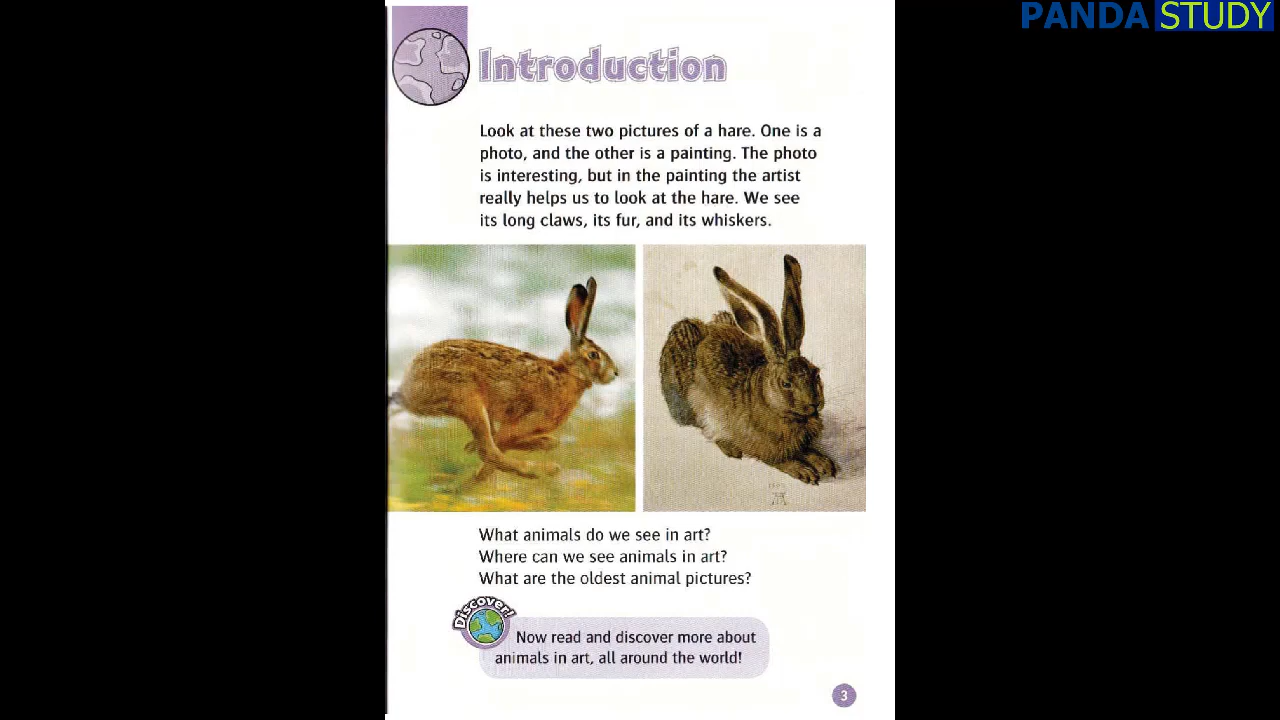 PANDA STUDY
Introduction
Look at these two pictures of a hare. One is a
photo, and the other is a painting. The photo
is interesting, but in the painting the artist
really helps us to look at the hare. We see
its long claws, its fur, and its whiskers.
What animals do we see in art?
Where can we see animals in art?
What are the oldest animal pictures?
Discover!
Now read and discover more about
animals in art, all around the world!
3